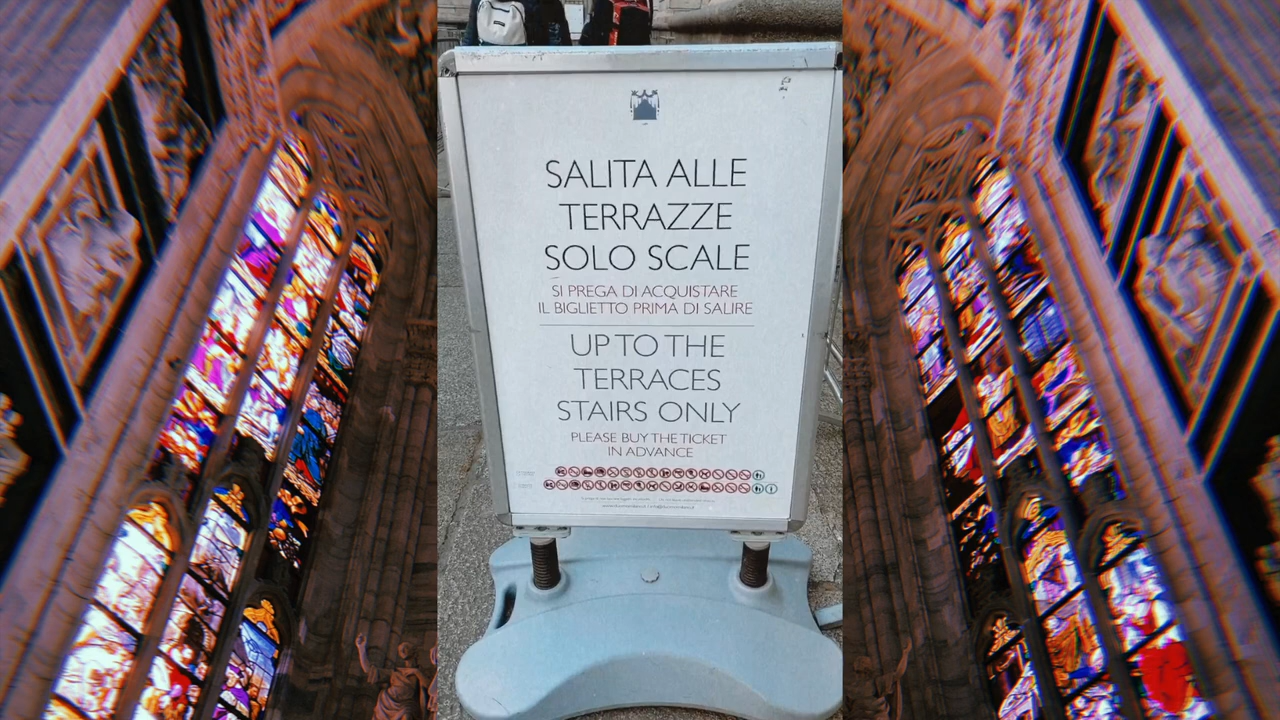 SALITA ALLE
TERRAZZE
SOLO SCALE
SI PREGA DI ACQUISTARE
IL BIGLIETTO PRIMA DI SALIRE
UP TO THE
TERRACES
STAIRS ONLY
PLEASE BUY THE TICKET
IN ADVANCE